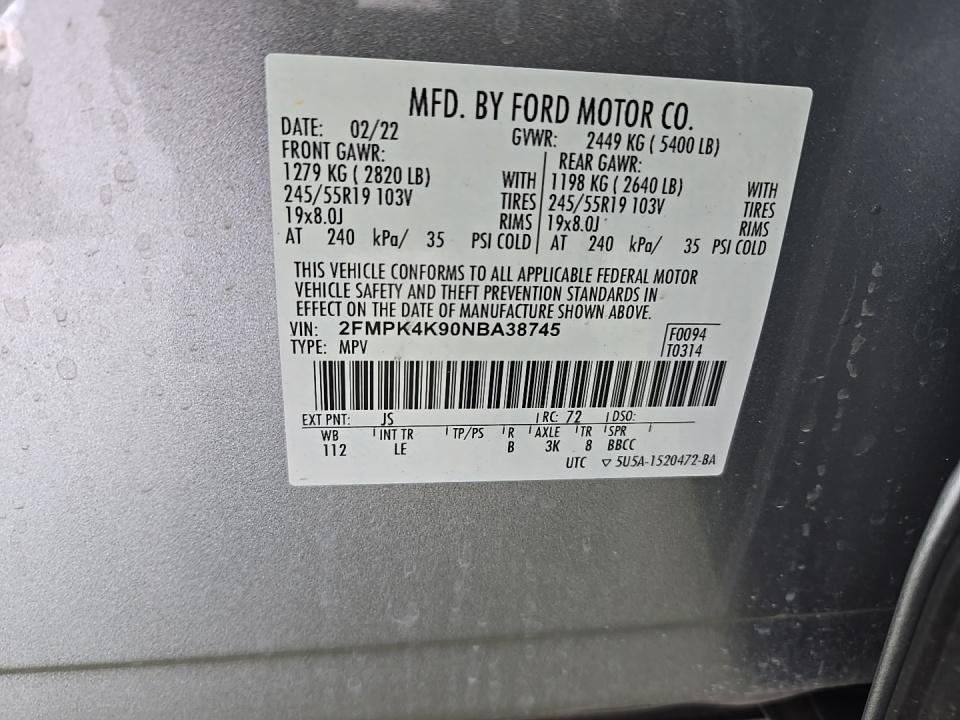 MFD. BY FORD MOTOR CO.
DATE: 02/22 GVWR: 2449 KG ( 5400 LB)
FRONT GAWR: REAR GAWR:
1279 KG ( 2820 LB) WITH 1198 KG ( 2640 LB) WITH
245/55R19 103V TIRES 245/55R19 103V TIRES
19x8.0J RIMS 19x8.0J RIMS
AT 240 kPa/ 35 PSI COLD AT 240 kPa/ 35 PSI COLD
THIS VEHICLE CONFORMS TO ALL APPLICABLE FEDERAL MOTOR
VEHICLE SAFETY AND THEFT PREVENTION STANDARDS IN
EFFECT ON THE DATE OF MANUFACTURE SHOWN ABOVE.
VIN: 2FMPK4K90NBA38745 F0094
TYPE: MPV T0314
EXT PNT: JS RC: 72 DSO:
WB INT TR TP/PS R AXLE TR SPR
112 LE B 3K 8 BBCC
UTC ▽ 5U5A-1520472-BA